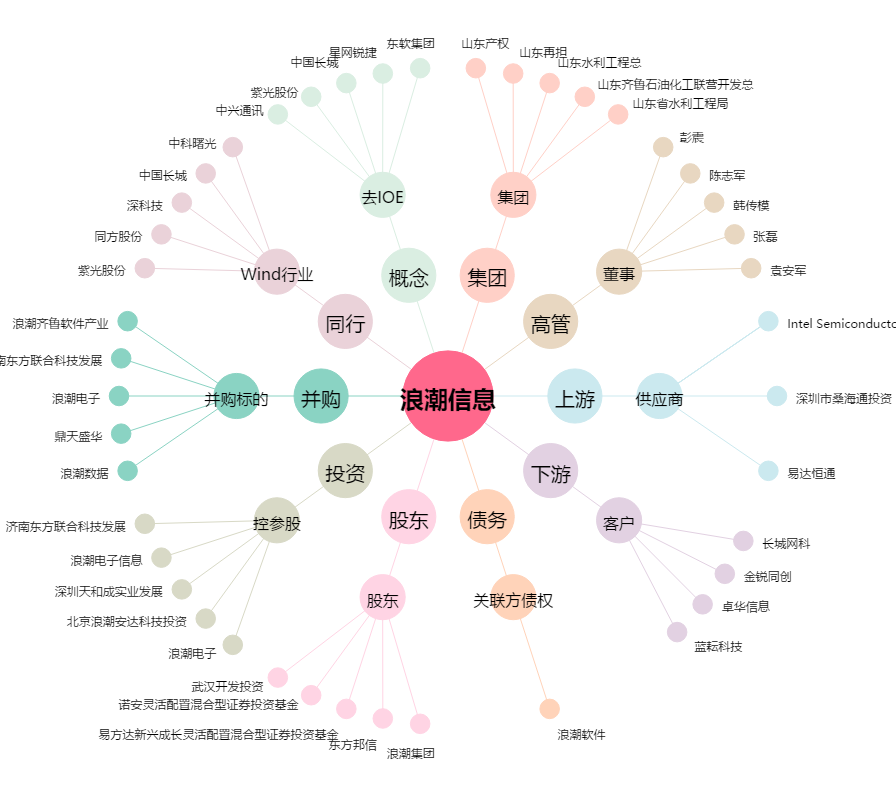 东软集团
星网锐捷
中国长城
紫光股份
中兴通讯
去IOE
概念
山东产权
山东再担
山东水利工程总
山东齐鲁石油化工联营开发总
山东省水利工程局
集团
集团
彭震
陈志军
韩传模
张磊
袁安军
董事
高管
中科曙光
中国长城
深科技
同方股份
紫光股份
Wind行业
同行
浪潮齐鲁软件产业
南东方联合科技发展
浪潮电子
鼎天盛华
浪潮数据
并购标的
并购
浪潮信息
上游
供应商
Intel Semiconducto
深圳市桑海通投资
易达恒通
投资
控参股
济南东方联合科技发展
浪潮电子信息
深圳天和成实业发展
北京浪潮安达科技投资
浪潮电子
下游
客户
长城网科
金锐同创
卓华信息
蓝耘科技
股东
股东
武汉开发投资
诺安灵活配置混合型证券投资基金
易方达新兴成长灵活配置混合型证券投资基金
东方邦信
浪潮集团
债务
关联方债权
浪潮软件